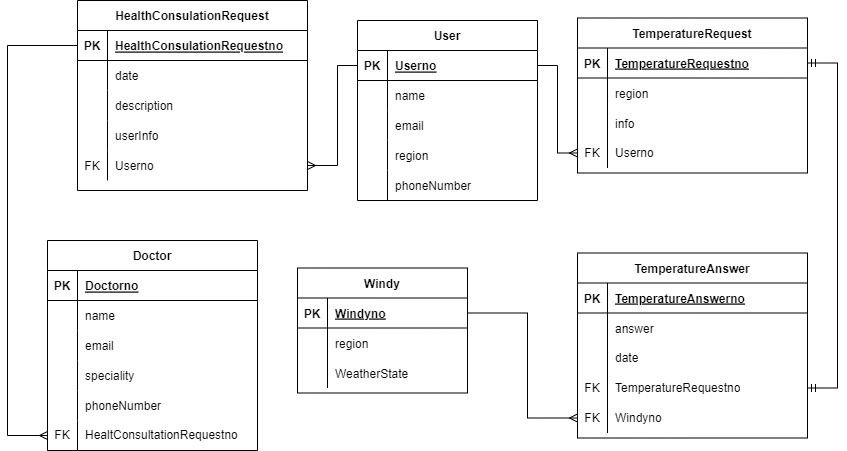 HealthConsulationRequest
PK HealthConsulationRequestno
date
description
userInfo
FK Userno
User
PK Userno
name
email
region
phoneNumber
TemperatureRequest
PK TemperatureRequestno
region
info
FK Userno
Doctor
PK Doctorno
name
email
speciality
phoneNumber
FK HealtConsultationRequestno
Windy
PK Windyno
region
WeatherState
TemperatureAnswer
PK TemperatureAnswerno
answer
date
FK TemperatureRequestno
FK Windyno